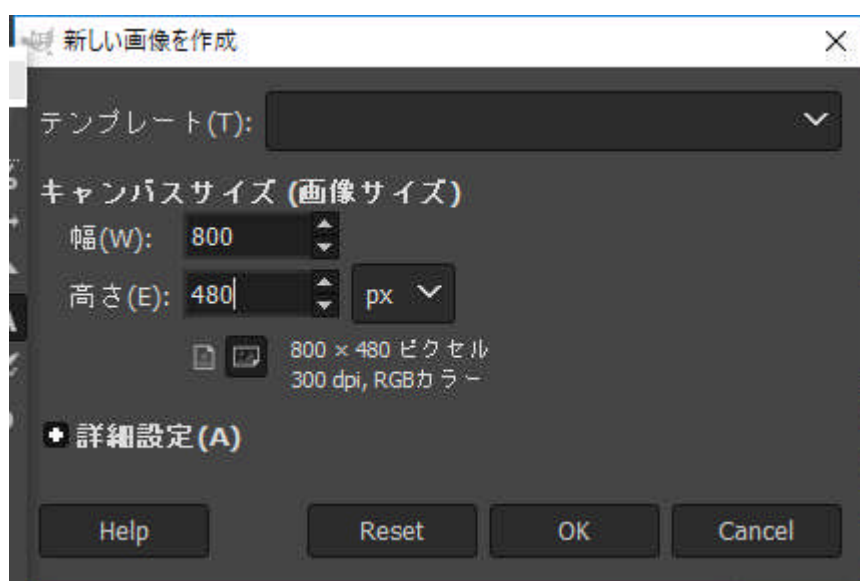 新しい画像を作成
テンプレート(T):
キャンバスサイズ (画像サイズ)
幅(W): 800
高さ(E): 480 px
800 × 480 ピクセル
300 dpi, RGBカラー
詳細設定(A)
Help Reset OK Cancel